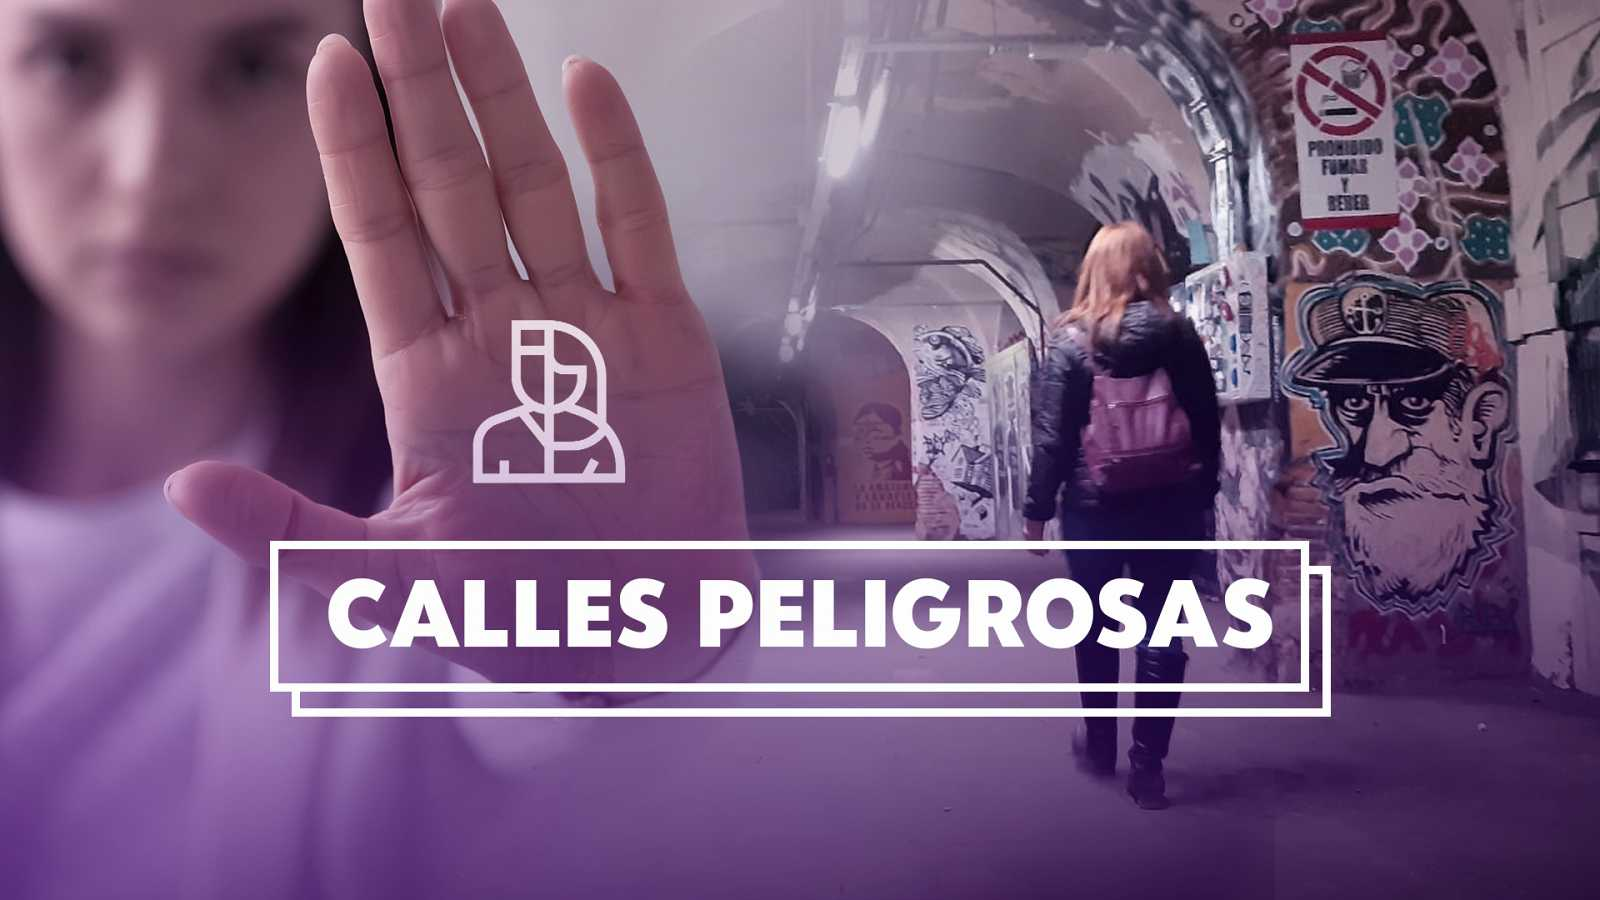 PROHIBIDO
FUMAR
Y
BEBER
CALLES PELIGROSAS